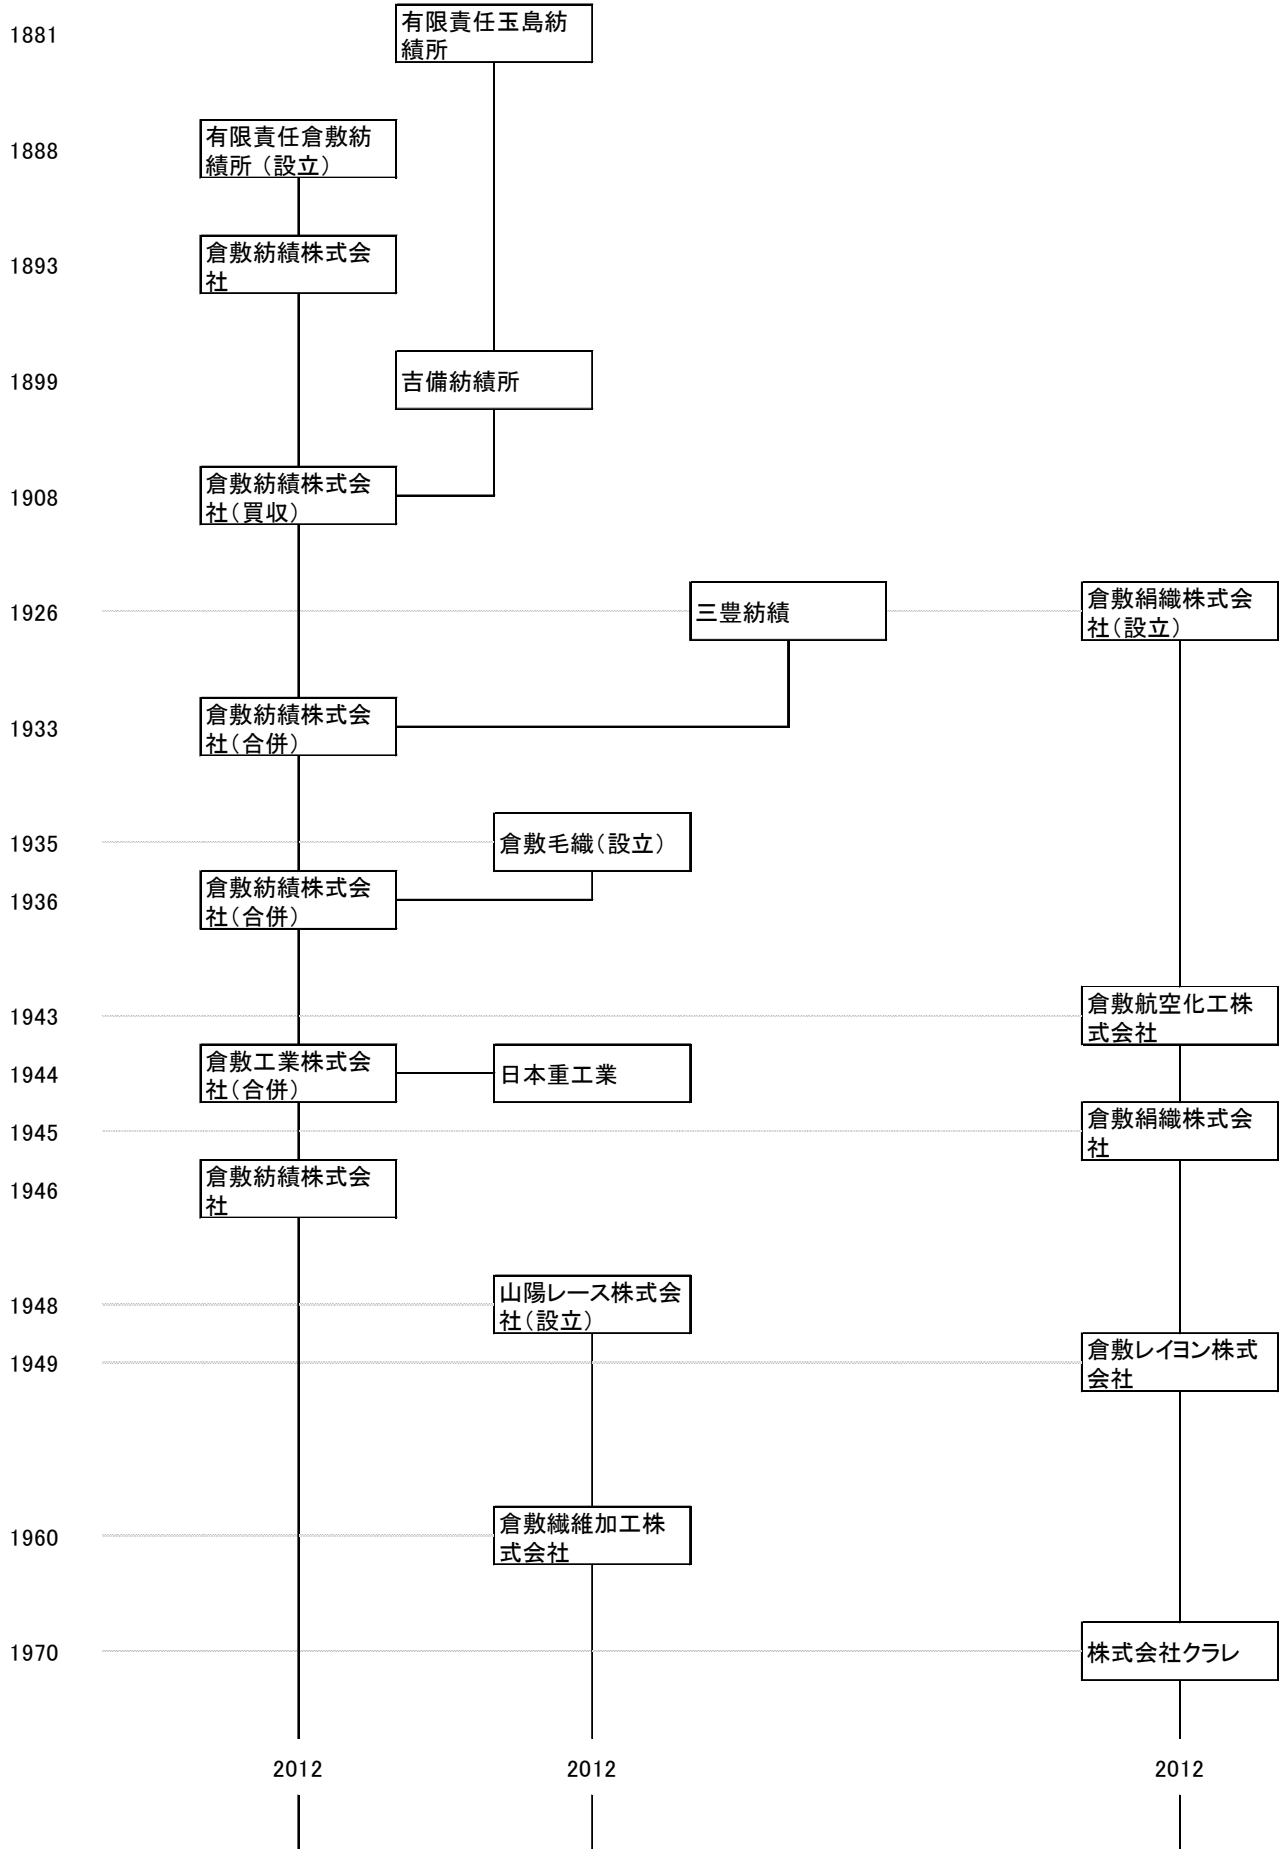 1881
有限責任玉島紡
績所
1888
有限責任倉敷紡
績所（設立）
1893
倉敷紡績株式会
社
1899
吉備紡績所
1908
倉敷紡績株式会
社（買収）
1926
三豊紡績
倉敷絹織株式会
社（設立）
1933
倉敷紡績株式会
社（合併）
1935
倉敷毛織（設立）
1936
倉敷紡績株式会
社（合併）
1943
倉敷航空化工株
式会社
1944
倉敷工業株式会
社（合併）
日本重工業
1945
倉敷絹織株式会
社
1946
倉敷紡績株式会
社
1948
山陽レース株式会
社（設立）
1949
倉敷レイヨン株式
会社
1960
倉敷繊維加工株
式会社
1970
株式会社クラレ
2012
2012
2012